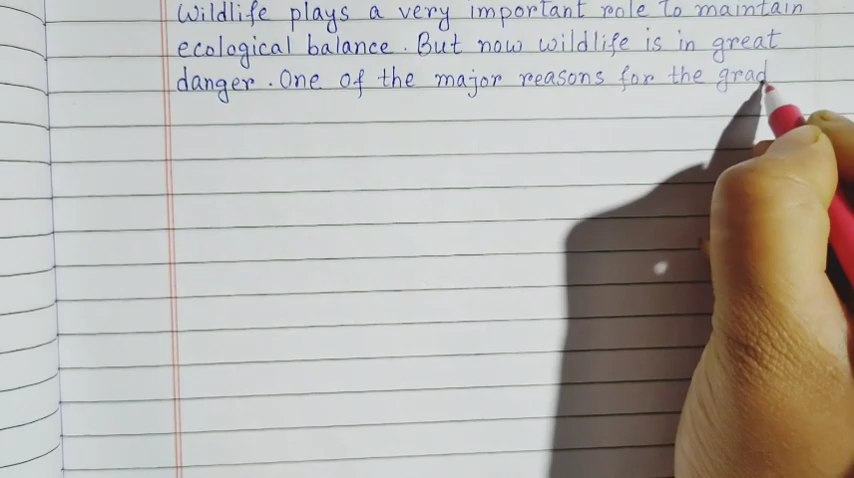 Wildlife plays a very important role to maintain
ecological balance. But now wildlife is in great
danger. One of the major reasons for the grad